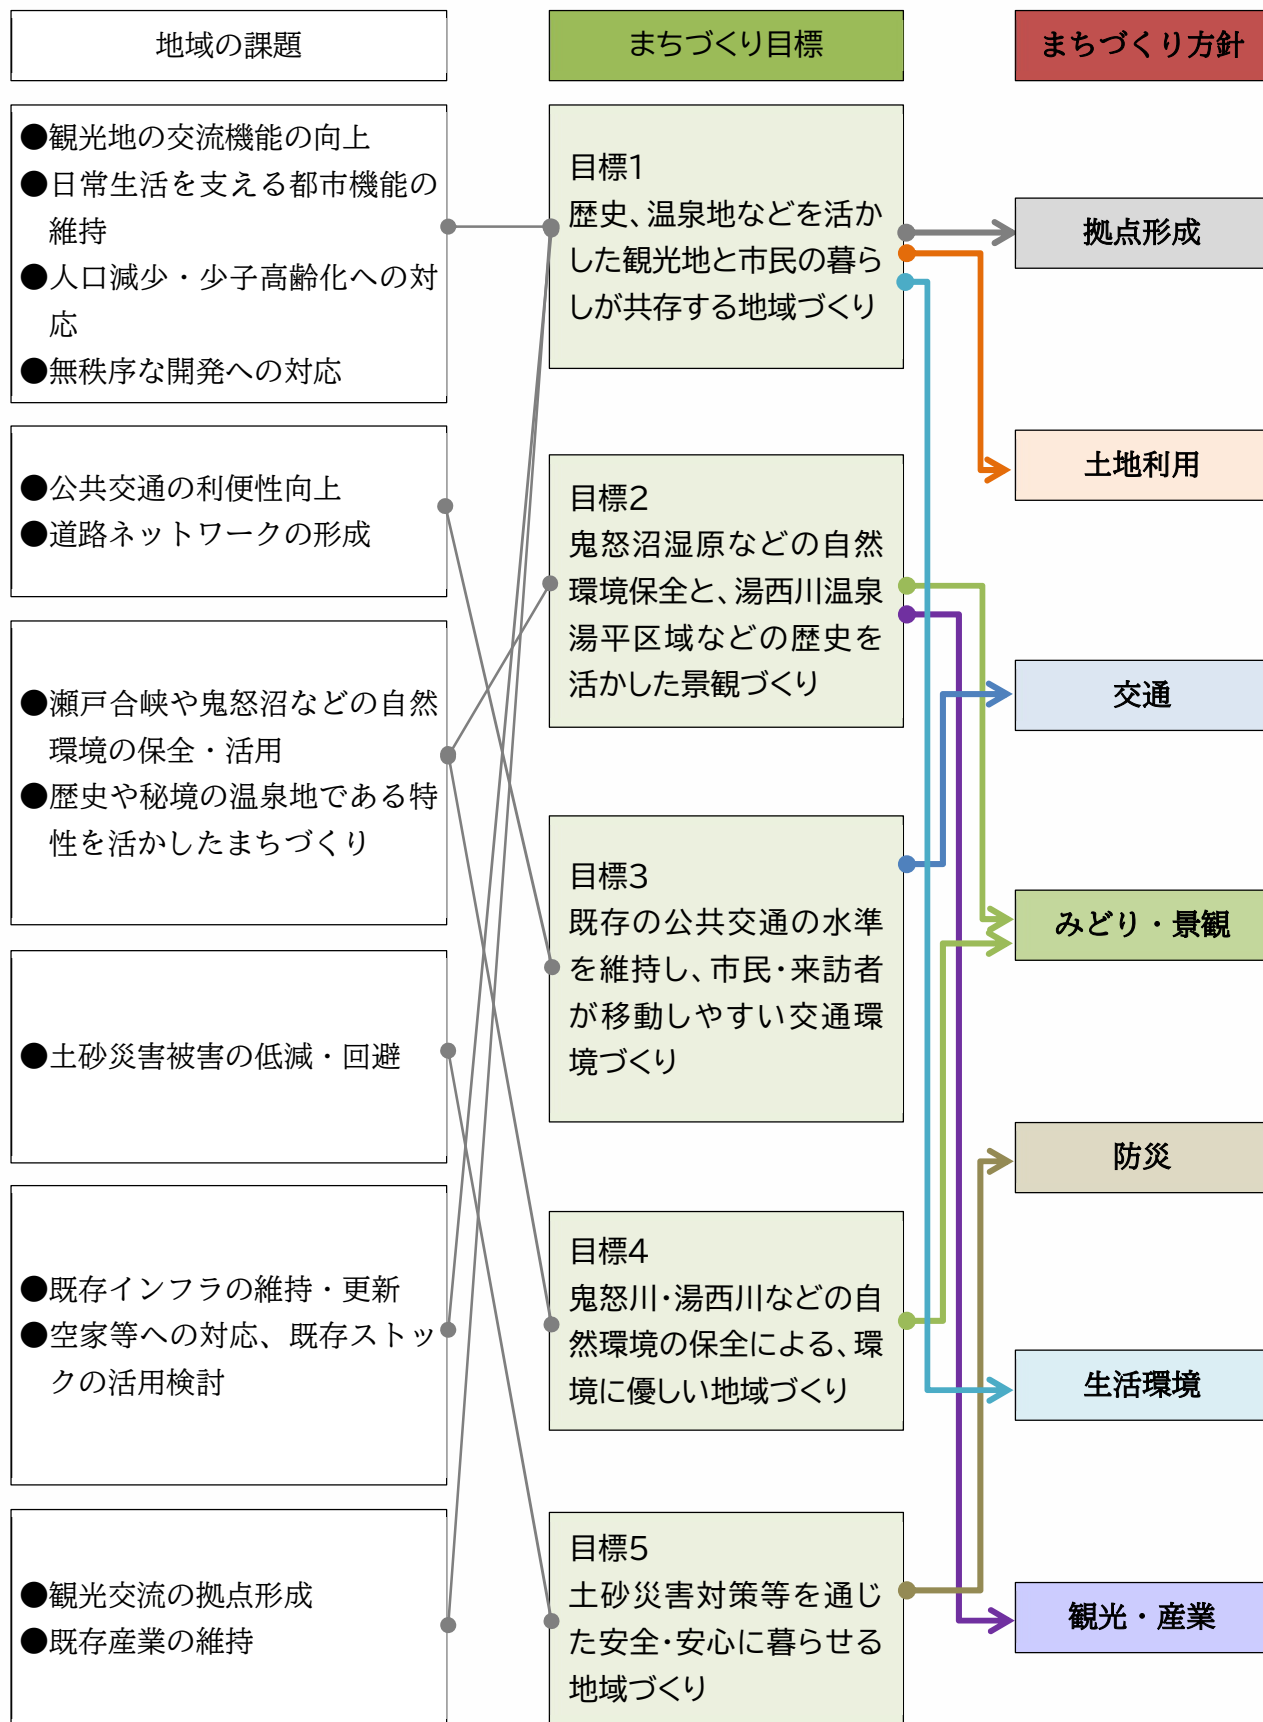 地域の課題
●観光地の交流機能の向上
●日常生活を支える都市機能の
維持
●人口減少・少子高齢化への対
応
●無秩序な開発への対応
●公共交通の利便性向上
●道路ネットワークの形成
●瀬戸合峡や鬼怒沼などの自然
環境の保全・活用
●歴史や秘境の温泉地である特
性を活かしたまちづくり
●土砂災害被害の低減・回避
●既存インフラの維持・更新
●空家等への対応、既存ストッ
クの活用検討
●観光交流の拠点形成
●既存産業の維持
まちづくり目標
目標1
歴史、温泉地などを活か
した観光地と市民の暮ら
しが共存する地域づくり
目標2
鬼怒沼湿原などの自然
環境保全と、湯西川温泉
湯平区域などの歴史を
活かした景観づくり
目標3
既存の公共交通の水準
を維持し、市民・来訪者
が移動しやすい交通環
境づくり
目標4
鬼怒川・湯西川などの自
然環境の保全による、環
境に優しい地域づくり
目標5
土砂災害対策等を通じ
た安全・安心に暮らせる
地域づくり
まちづくり方針
拠点形成
土地利用
交通
みどり・景観
防災
生活環境
観光・産業